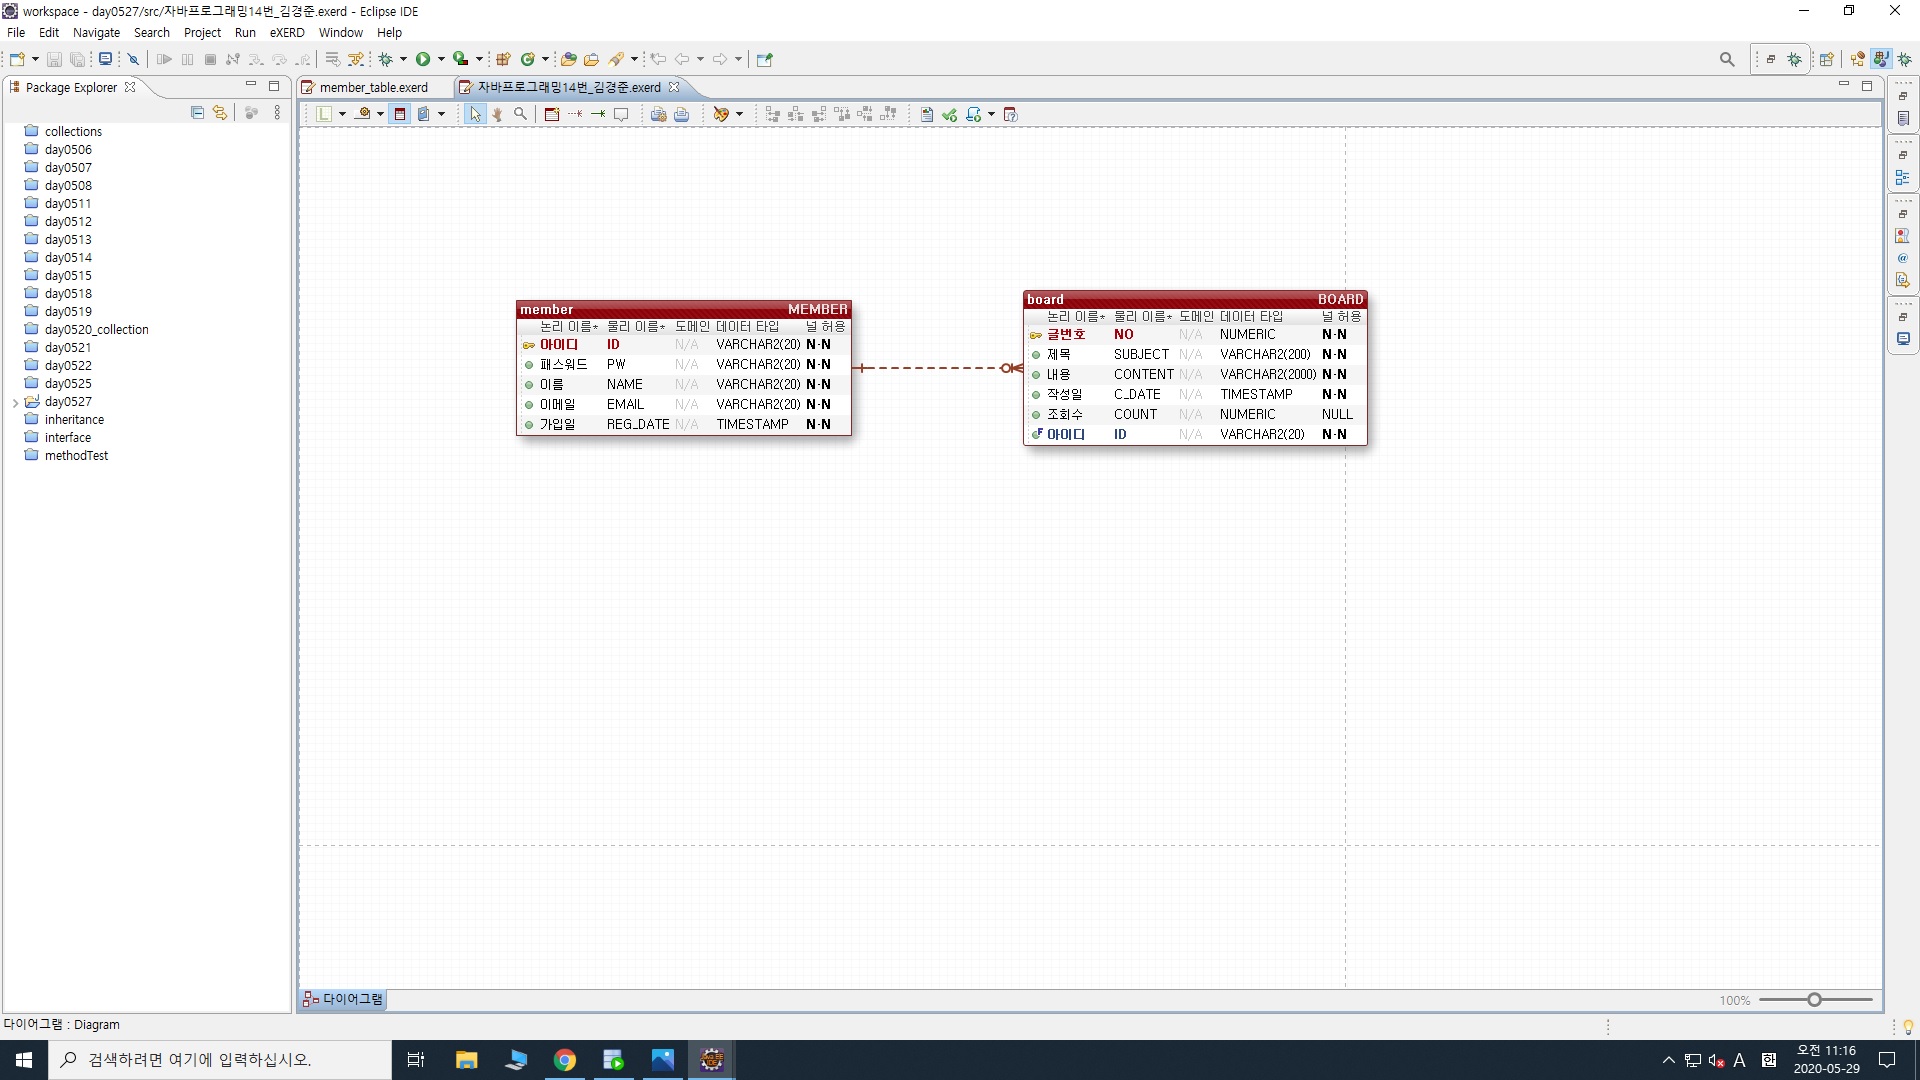 workspace - day0527/src/자바프로그래밍14번_김경준.exerd - Eclipse IDE
File Edit Navigate Search Project Run eXERD Window Help
Package Explorer
member_table.exerd
자바프로그래밍14번_김경준.exerd
collections
day0506
day0507
day0508
day0511
day0512
day0513
day0514
day0515
day0518
day0519
day0520_collection
day0521
day0522
day0525
day0527
inheritance
interface
methodTest
member MEMBER
논리 이름* 물리 이름* 도메인 데이터 타입 널 허용
아이디 ID N/A VARCHAR2(20) N-N
패스워드 PW N/A VARCHAR2(20) N-N
이름 NAME N/A VARCHAR2(20) N-N
이메일 EMAIL N/A VARCHAR2(20) N-N
가입일 REG_DATE N/A TIMESTAMP N-N
board BOARD
논리 이름* 물리 이름* 도메인 데이터 타입 널 허용
글번호 NO N/A NUMERIC N-N
제목 SUBJECT N/A VARCHAR2(200) N-N
내용 CONTENT N/A VARCHAR2(2000) N-N
작성일 C_DATE N/A TIMESTAMP N-N
조회수 COUNT N/A NUMERIC NULL
아이디 ID N/A VARCHAR2(20) N-N
다이어그램
100%
다이어그램 : Diagram
검색하려면 여기에 입력하십시오.
A 한
오전 11:16
2020-05-29